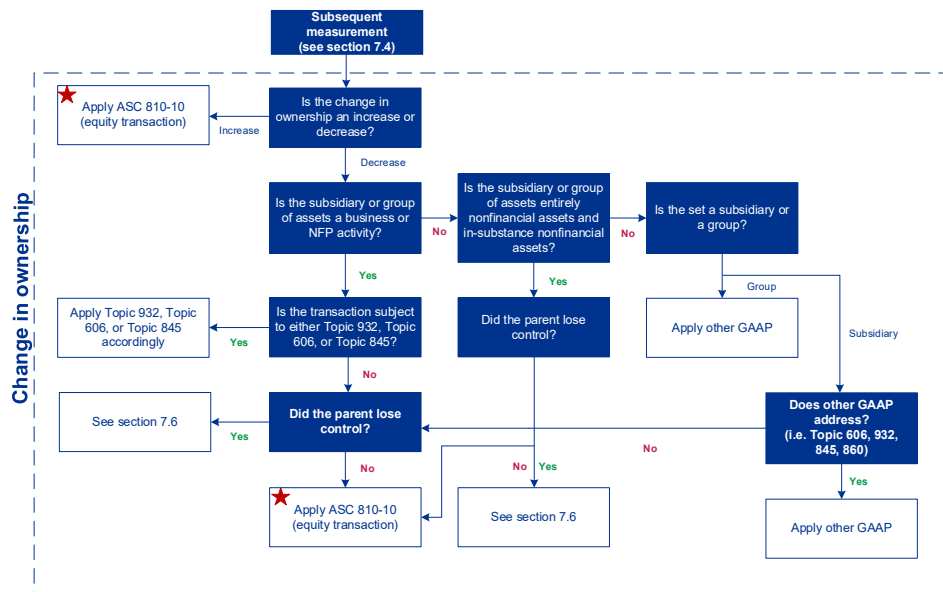 Subsequent
measurement
(see section 7.4)
Change in ownership
Apply ASC 810-10
(equity transaction)
Increase
Is the change in
ownership an increase or
decrease?
Decrease
Is the subsidiary or group
of assets a business or
NFP activity?
No
Is the subsidiary or group
of assets entirely
nonfinancial assets and
in-substance nonfinancial
assets?
No
Is the set a subsidiary or
a group?
Yes
Yes
Group
Subsidiary
Apply Topic 932, Topic
606, or Topic 845
accordingly
Yes
Is the transaction subject
to either Topic 932, Topic
606, or Topic 845?
Did the parent lose
control?
Apply other GAAP
No
See section 7.6
Yes
Did the parent lose
control?
No
Does other GAAP
address?
(i.e. Topic 606, 932,
845, 860)
No
No
Yes
Yes
Apply ASC 810-10
(equity transaction)
See section 7.6
Apply other GAAP